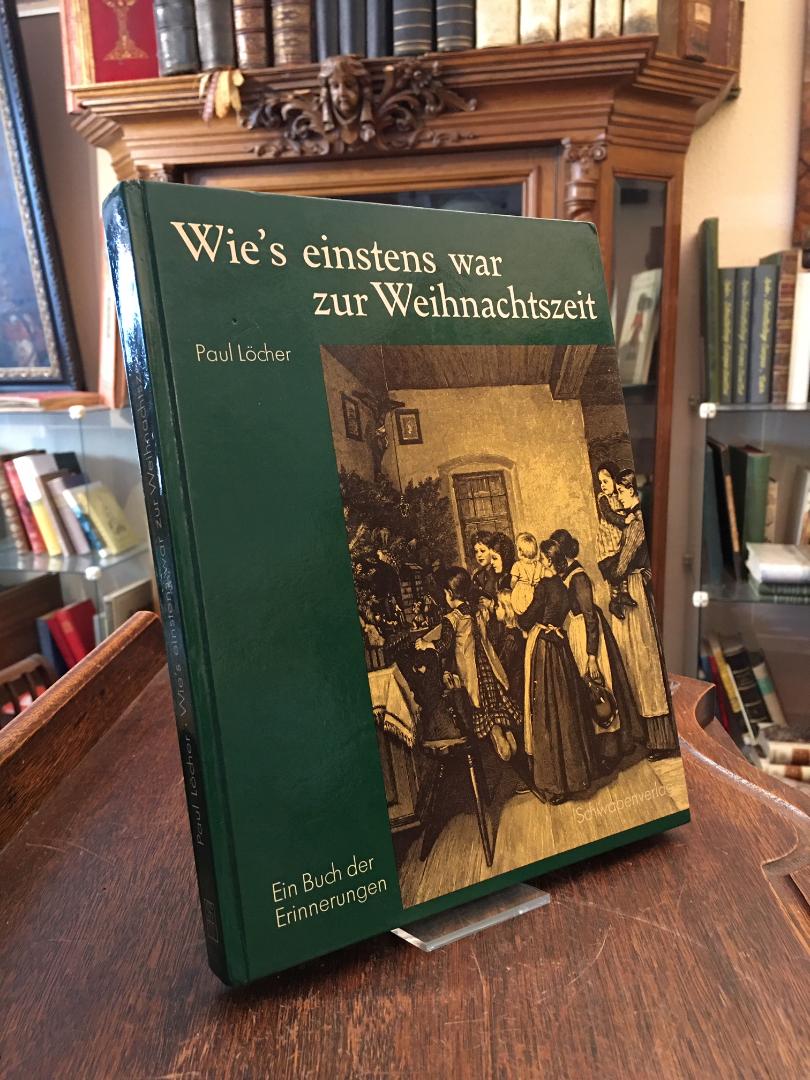 Wie's einstens war
zur Weihnachtszeit
Paul Löcher
Schwabenverlag
Ein Buch der
Erinnerungen
Paul Löcher Wie's einstens war zur Weihnachtszeit